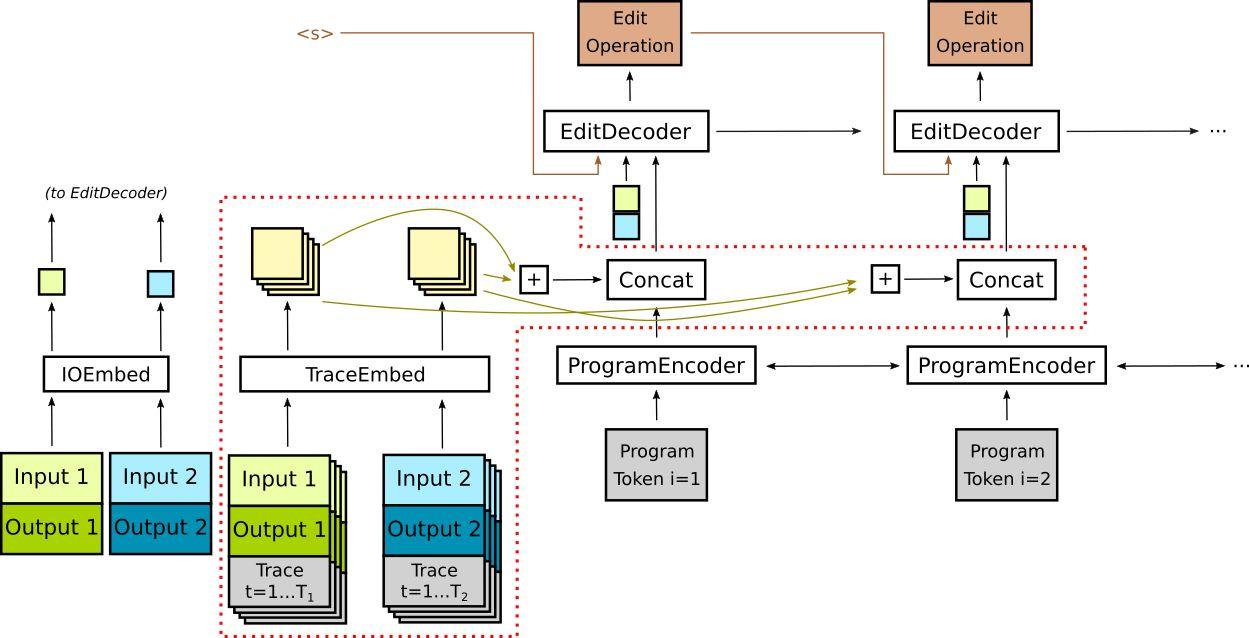 Edit
Operation
Edit
Operation
<s>
EditDecoder
EditDecoder
...
(to EditDecoder)
+
Concat
+
Concat
IOEmbed
TraceEmbed
ProgramEncoder
ProgramEncoder
...
Input 1
Output 1
Input 2
Output 2
Input 1
Output 1
Trace
t=1...T₁
Input 2
Output 2
Trace
t=1...T₂
Program
Token i=1
Program
Token i=2